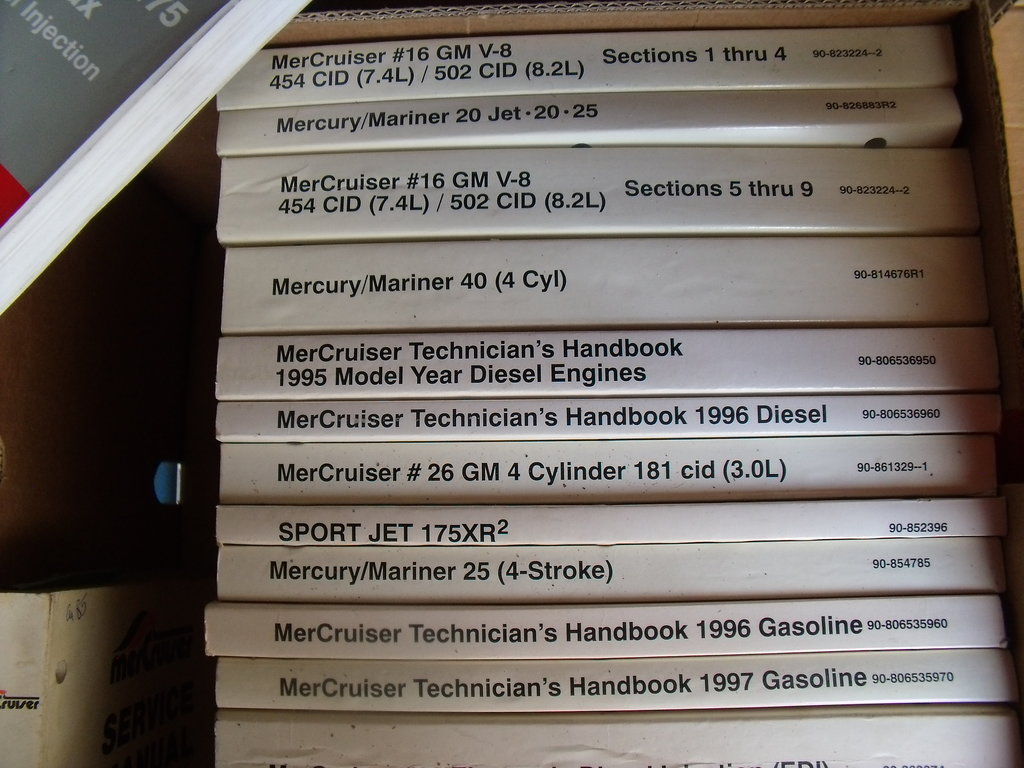 75
Injection
MerCruiser #16 GM V-8
454 CID (7.4L) / 502 CID (8.2L) Sections 1 thru 4 90-823224--2
Mercury/Mariner 20 Jet·20·25 90-826883R2
MerCruiser #16 GM V-8
454 CID (7.4L) / 502 CID (8.2L) Sections 5 thru 9 90-823224--2
Mercury/Mariner 40 (4 Cyl) 90-814676R1
MerCruiser Technician's Handbook
1995 Model Year Diesel Engines 90-806536950
MerCruiser Technician's Handbook 1996 Diesel 90-806536960
MerCruiser # 26 GM 4 Cylinder 181 cid (3.0L) 90-861329--1
SPORT JET 175XR² 90-852396
Mercury/Mariner 25 (4-Stroke) 90-854785
MerCruiser Technician's Handbook 1996 Gasoline 90-806535960
MerCruiser Technician's Handbook 1997 Gasoline 90-806535970
(EDI)
merCruiser
SERVICE
MANUAL
Cruiser